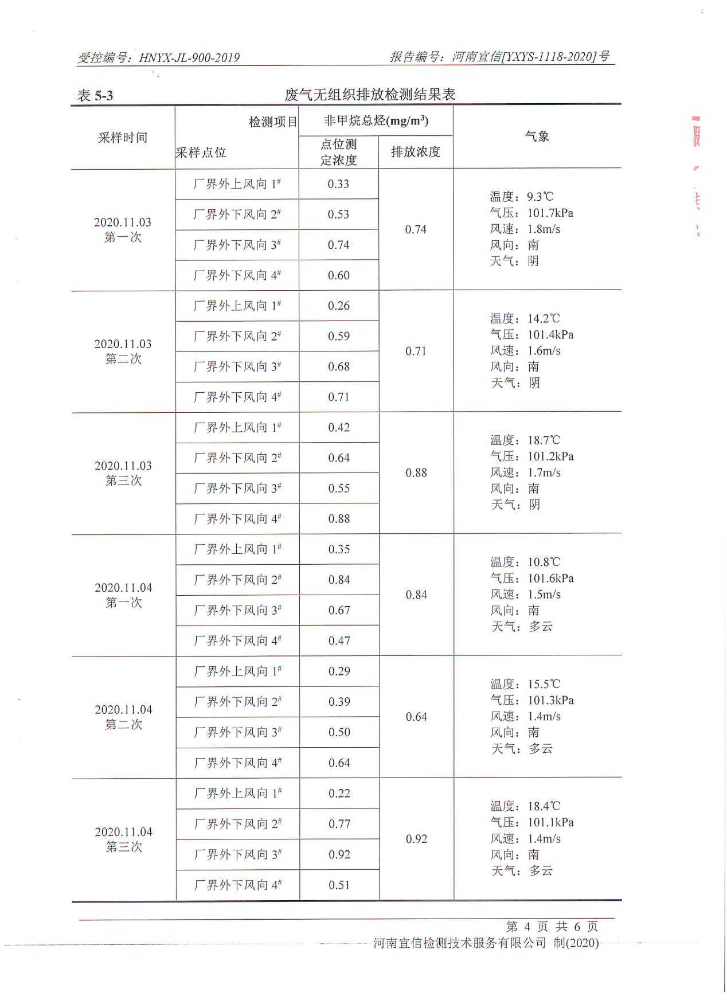 受控编号：HNYX-JL-900-2019 报告编号：河南宜信[YXYS-1118-2020]号
表 5-3 废气无组织排放检测结果表
采样时间 检测项目 采样点位 非甲烷总烃(mg/m³) 气象
点位测定浓度 排放浓度
2020.11.03
第一次
厂界外上风向 1# 0.33
厂界外下风向 2# 0.53
厂界外下风向 3# 0.74
厂界外下风向 4# 0.60
0.74
温度：9.3℃
气压：101.7kPa
风速：1.8m/s
风向：南
天气：阴
2020.11.03
第二次
厂界外上风向 1# 0.26
厂界外下风向 2# 0.59
厂界外下风向 3# 0.68
厂界外下风向 4# 0.71
0.71
温度：14.2℃
气压：101.4kPa
风速：1.6m/s
风向：南
天气：阴
2020.11.03
第三次
厂界外上风向 1# 0.42
厂界外下风向 2# 0.64
厂界外下风向 3# 0.55
厂界外下风向 4# 0.88
0.88
温度：18.7℃
气压：101.2kPa
风速：1.7m/s
风向：南
天气：阴
2020.11.04
第一次
厂界外上风向 1# 0.35
厂界外下风向 2# 0.84
厂界外下风向 3# 0.67
厂界外下风向 4# 0.47
0.84
温度：10.8℃
气压：101.6kPa
风速：1.5m/s
风向：南
天气：多云
2020.11.04
第二次
厂界外上风向 1# 0.29
厂界外下风向 2# 0.39
厂界外下风向 3# 0.50
厂界外下风向 4# 0.64
0.64
温度：15.5℃
气压：101.3kPa
风速：1.4m/s
风向：南
天气：多云
2020.11.04
第三次
厂界外上风向 1# 0.22
厂界外下风向 2# 0.77
厂界外下风向 3# 0.92
厂界外下风向 4# 0.51
0.92
温度：18.4℃
气压：101.1kPa
风速：1.4m/s
风向：南
天气：多云
第 4 页 共 6 页
河南宜信检测技术服务有限公司 制(2020)